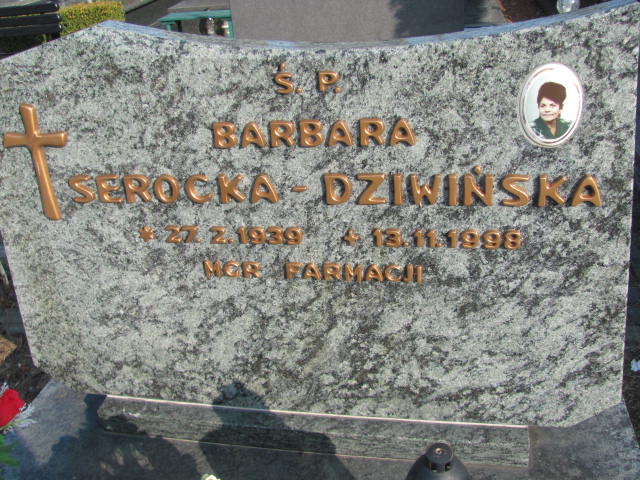 Ś. P.
BARBARA
SEROCKA - DZIWIŃSKA
* 27. 2. 1939 + 13.11.1998
MGR FARMACJI